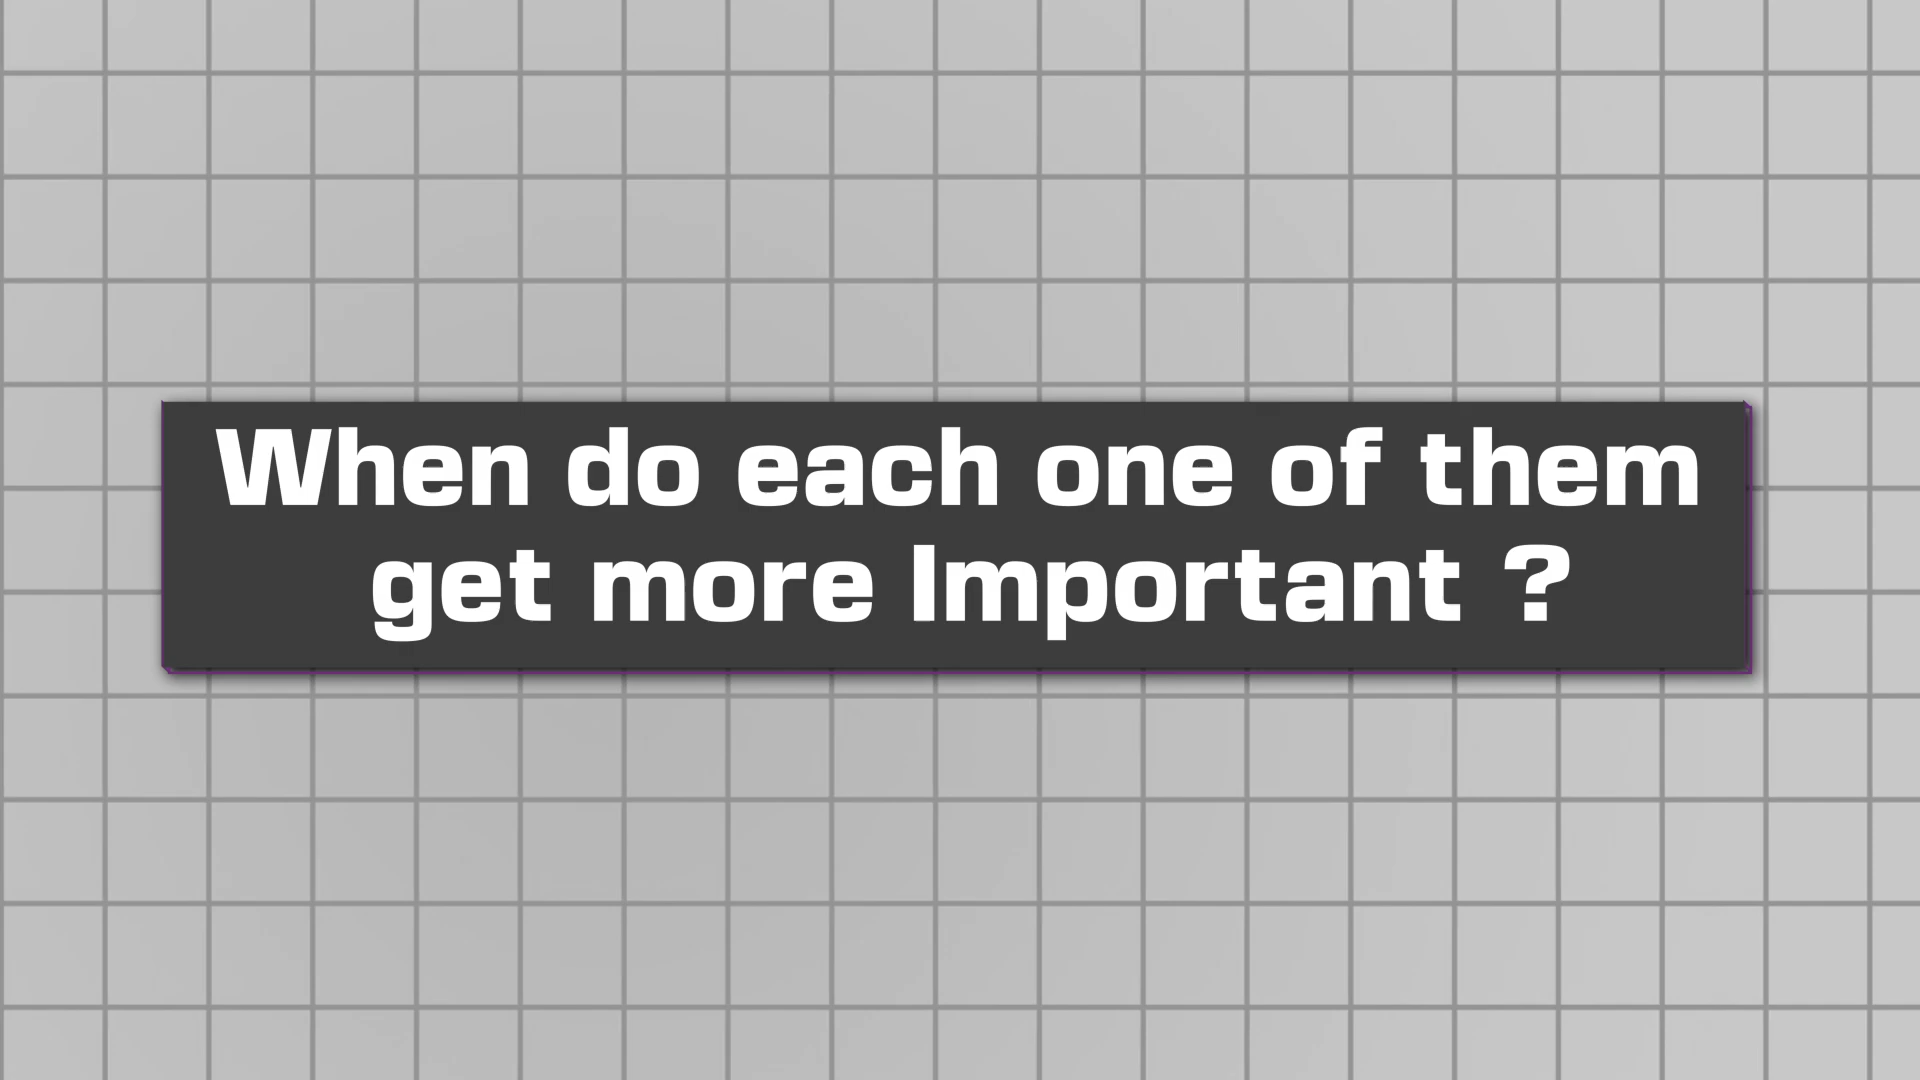 When do each one of them
get more Important ?